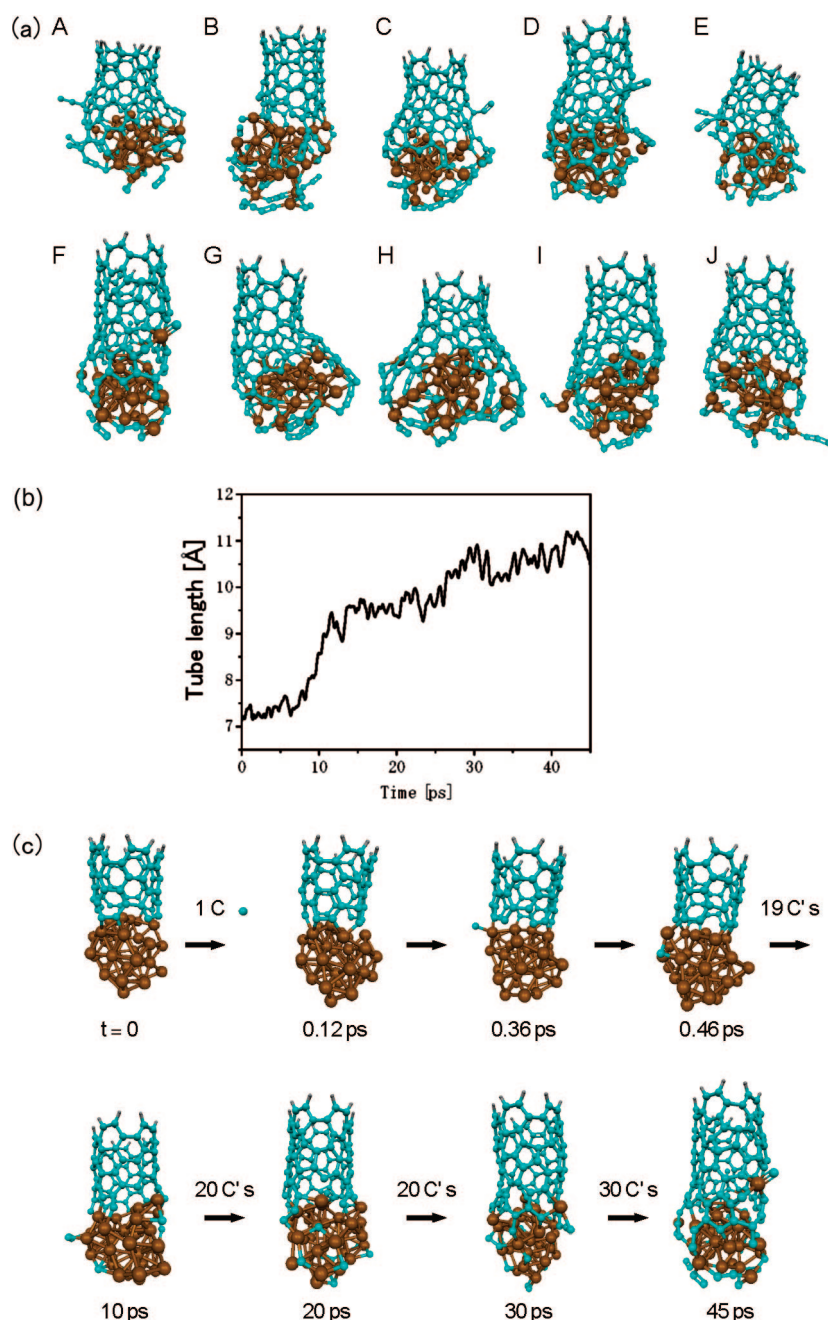 (a) A B C D E
F G H I J
(b)
12
11
10
9
8
7
Tube length [Å]
0 10 20 30 40
Time [ps]
(c)
1 C 19 C's
t = 0 0.12 ps 0.36 ps 0.46 ps
20 C's 20 C's 30 C's
10 ps 20 ps 30 ps 45 ps